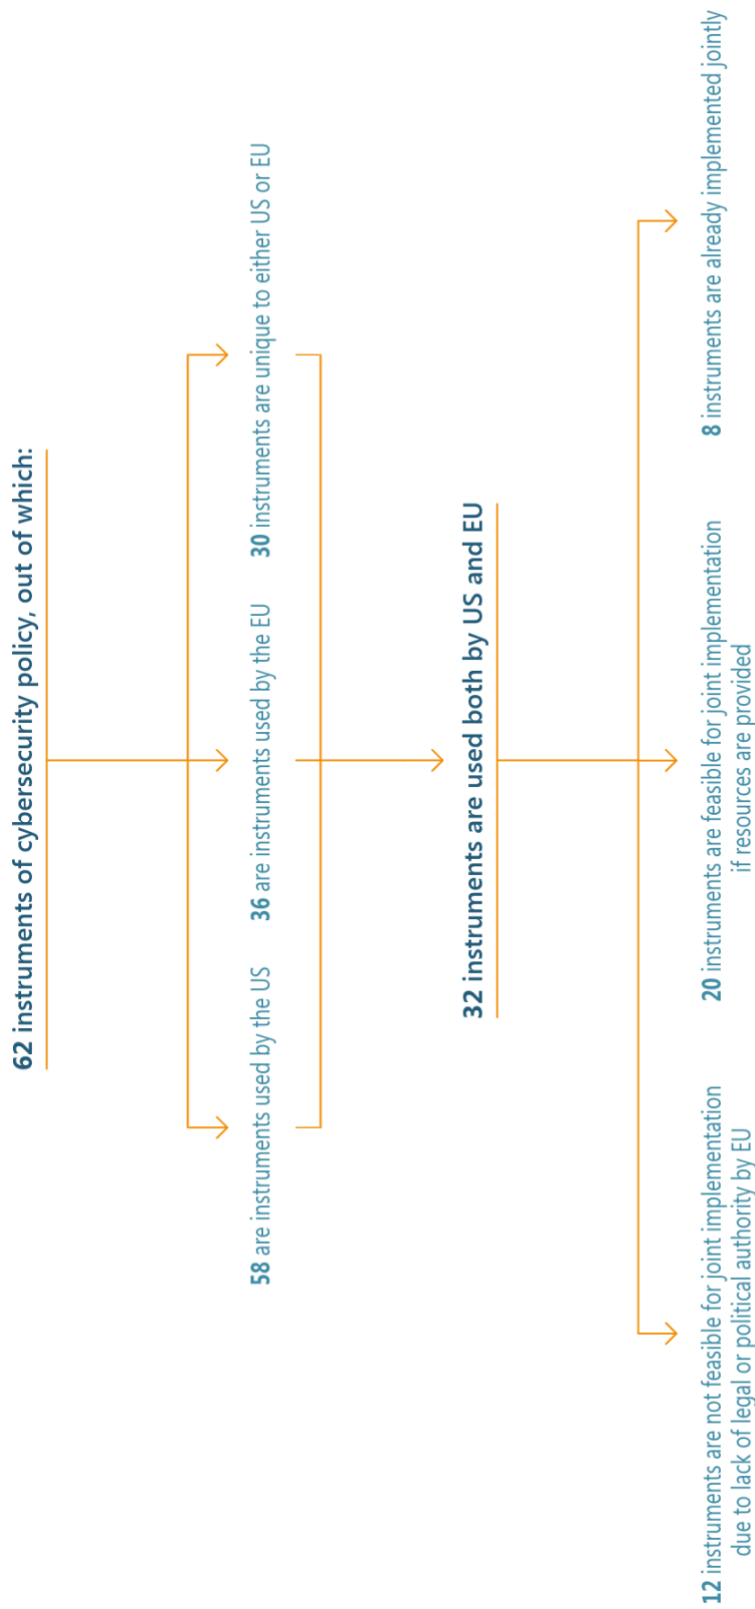 62 instruments of cybersecurity policy, out of which:
58 are instruments used by the US
36 are instruments used by the EU
30 instruments are unique to either US or EU
32 instruments are used both by US and EU
12 instruments are not feasible for joint implementation
due to lack of legal or political authority by EU
20 instruments are feasible for joint implementation
if resources are provided
8 instruments are already implemented jointly